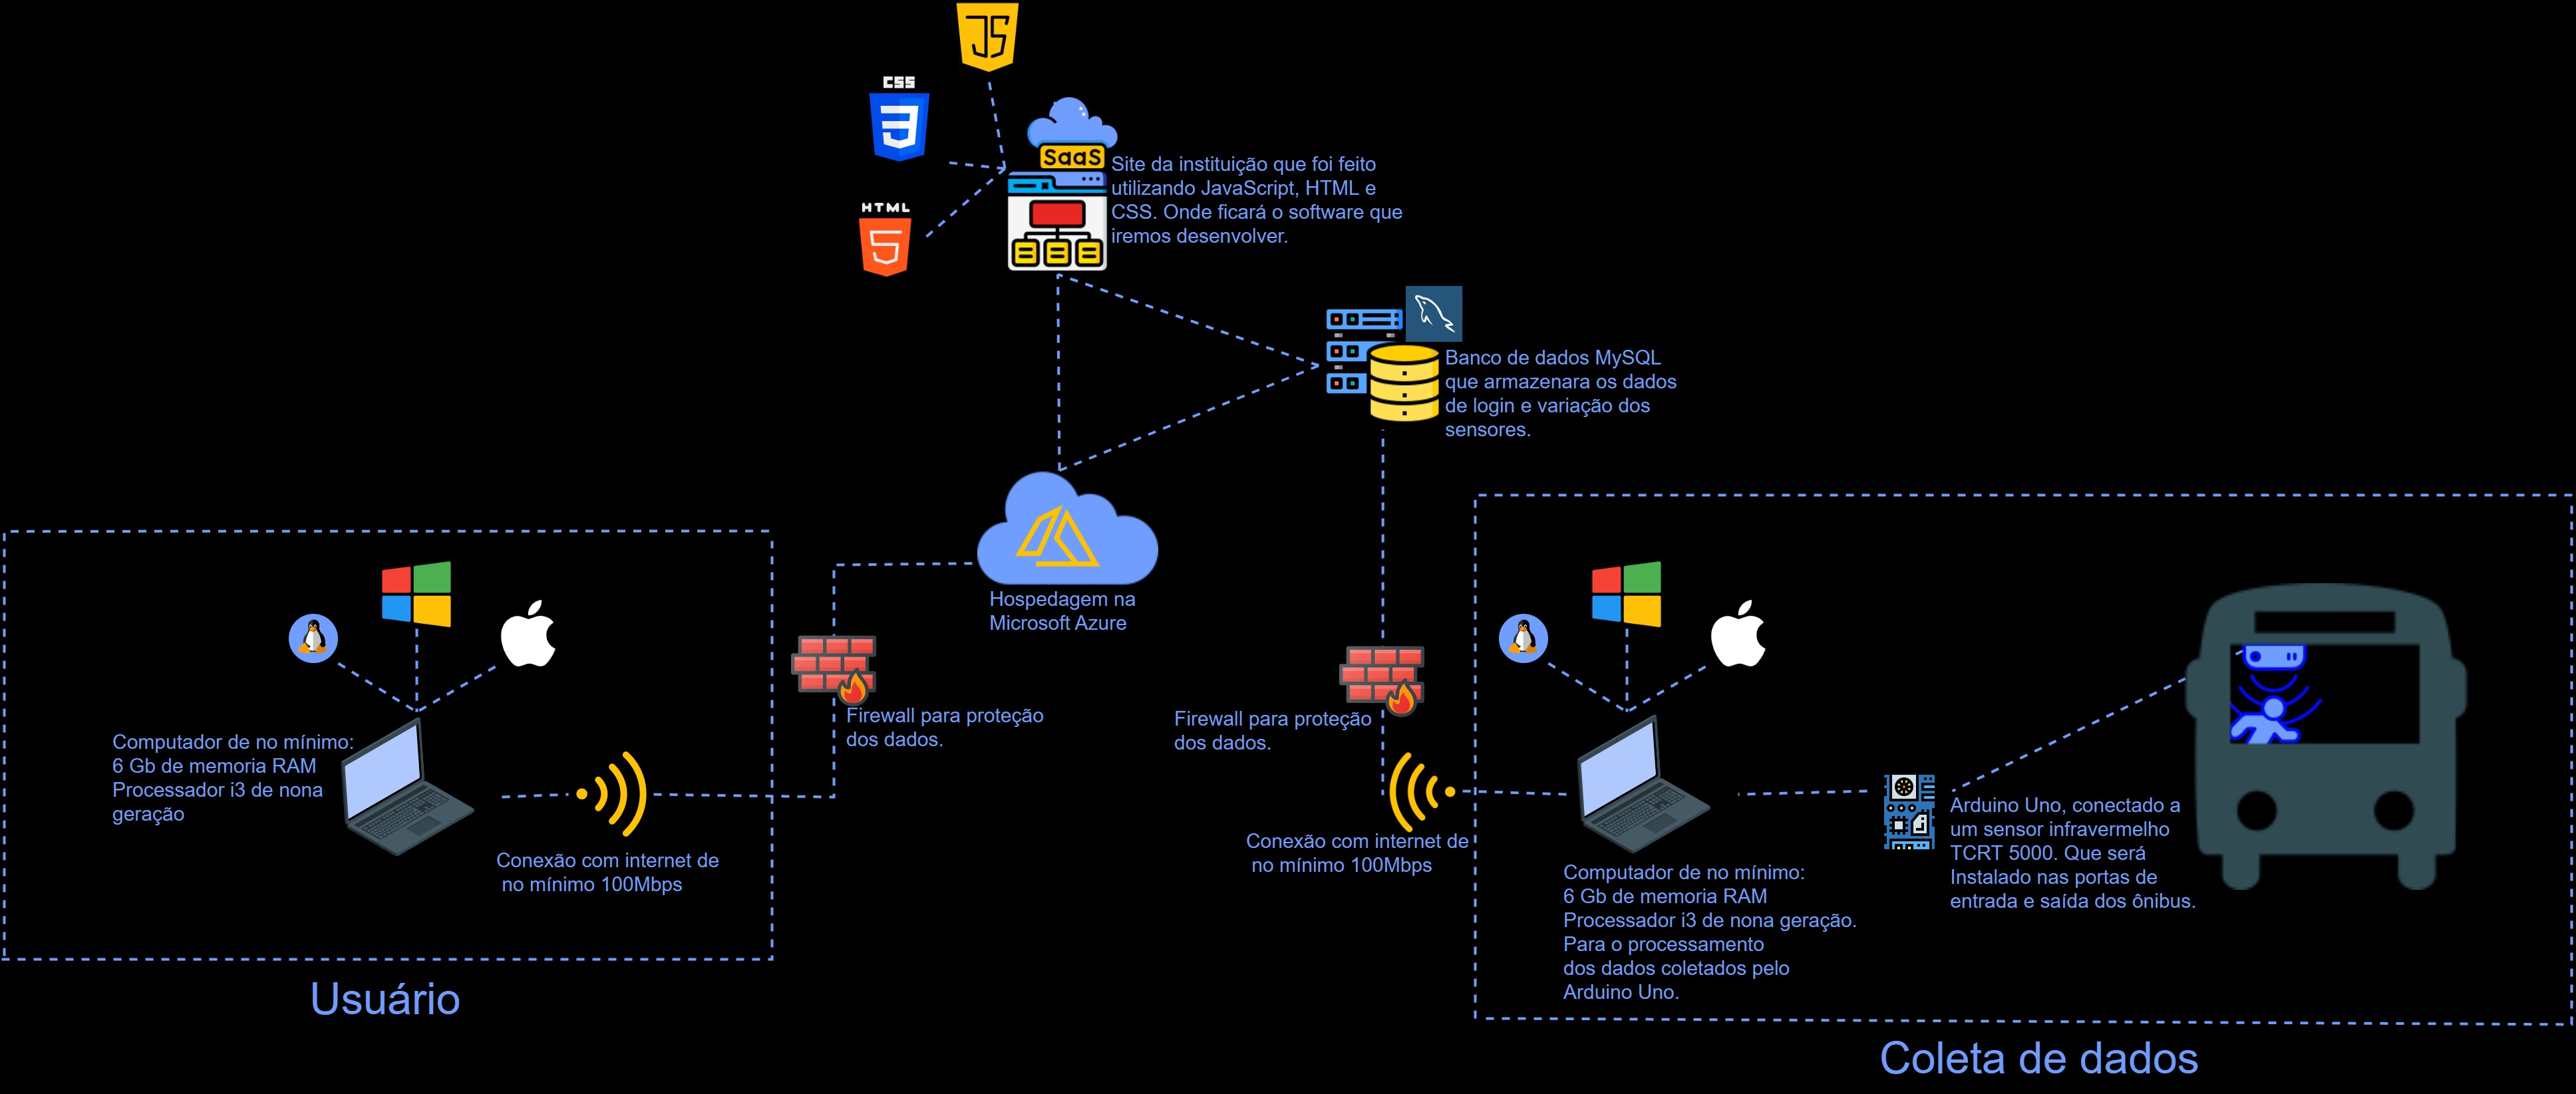 JS
CSS
3
HTML
5
SaaS
Site da instituição que foi feito
utilizando JavaScript, HTML e
CSS. Onde ficará o software que
iremos desenvolver.
Banco de dados MySQL
que armazenara os dados
de login e variação dos
sensores.
Hospedagem na
Microsoft Azure
Firewall para proteção
dos dados.
Firewall para proteção
dos dados.
Computador de no mínimo:
6 Gb de memoria RAM
Processador i3 de nona
geração
Conexão com internet de
no mínimo 100Mbps
Usuário
Conexão com internet de
no mínimo 100Mbps
Computador de no mínimo:
6 Gb de memoria RAM
Processador i3 de nona geração.
Para o processamento
dos dados coletados pelo
Arduino Uno.
Arduino Uno, conectado a
um sensor infravermelho
TCRT 5000. Que será
Instalado nas portas de
entrada e saída dos ônibus.
Coleta de dados